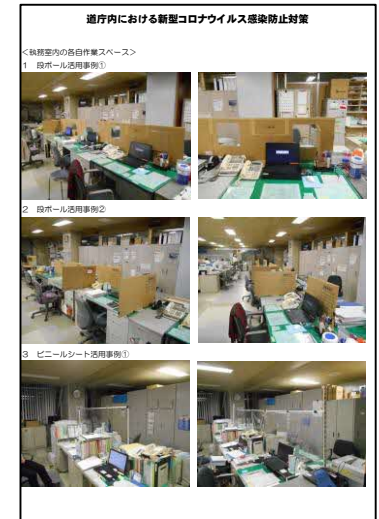 道庁内における新型コロナウイルス感染防止対策
＜執務室内の各自作業スペース＞
1　段ボール活用事例①
2　段ボール活用事例②
3　ビニールシート活用事例①